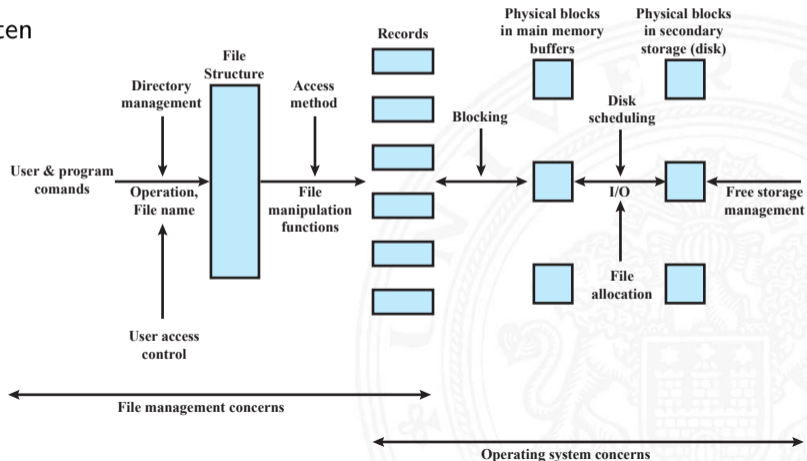 ten
Physical blocks
in main memory
buffers
Physical blocks
in secondary
storage (disk)
Records
File
Structure
Directory
management
Access
method
Blocking
Disk
scheduling
User & program
comands
Operation,
File name
File
manipulation
functions
I/O
Free storage
management
File
allocation
User access
control
File management concerns
Operating system concerns